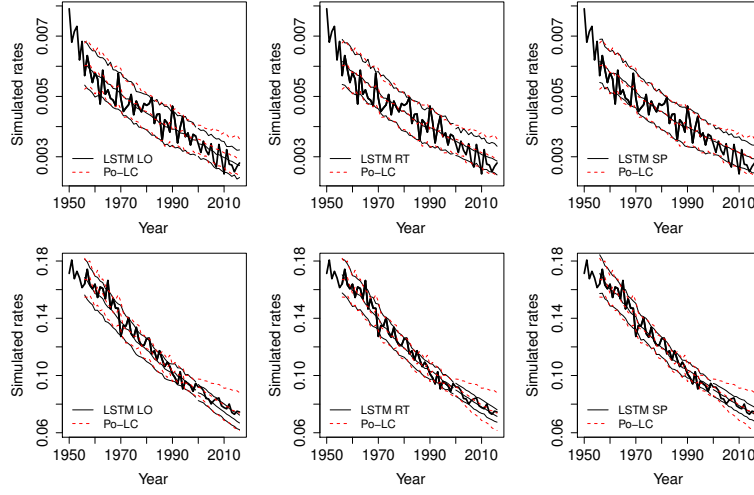 Simulated rates
0.007
0.005
0.003
LSTM LO
Po−LC
1950 1970 1990 2010
Year
Simulated rates
0.007
0.005
0.003
LSTM RT
Po−LC
1950 1970 1990 2010
Year
Simulated rates
0.007
0.005
0.003
LSTM SP
Po−LC
1950 1970 1990
Year
Simulated rates
0.18
0.14
0.10
0.06
LSTM LO
Po−LC
1950 1970 1990 2010
Year
Simulated rates
0.18
0.14
0.10
0.06
LSTM RT
Po−LC
1950 1970 1990 2010
Year
Simulated rates
0.18
0.14
0.10
0.06
LSTM SP
Po−LC
1950 1970 1990
Year